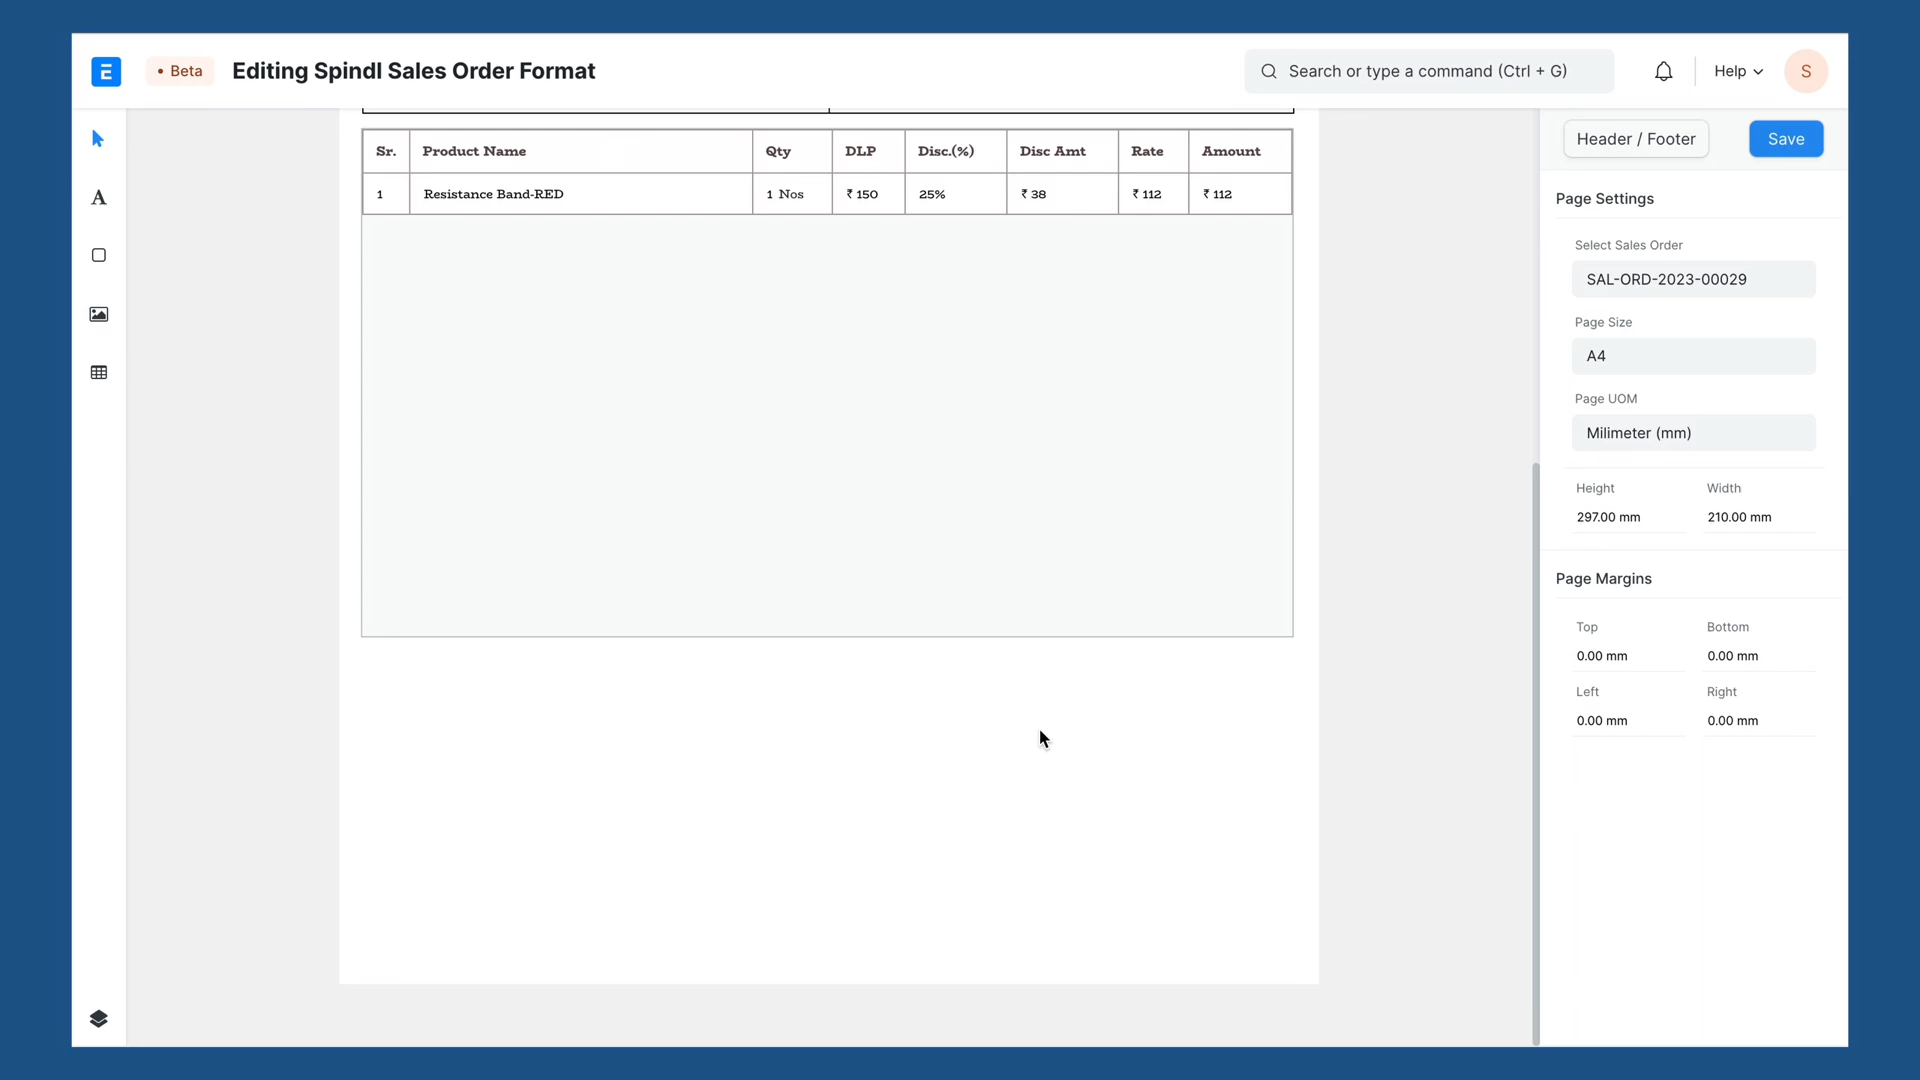 E
• Beta
Editing Spindl Sales Order Format
Search or type a command (Ctrl + G)
Help
S
A
Header / Footer
Save
Sr. Product Name Qty DLP Disc.(%) Disc Amt Rate Amount
1 Resistance Band-RED 1 Nos ₹ 150 25% ₹ 38 ₹ 112 ₹ 112
Page Settings
Select Sales Order
SAL-ORD-2023-00029
Page Size
A4
Page UOM
Milimeter (mm)
Height Width
297.00 mm 210.00 mm
Page Margins
Top Bottom
0.00 mm 0.00 mm
Left Right
0.00 mm 0.00 mm